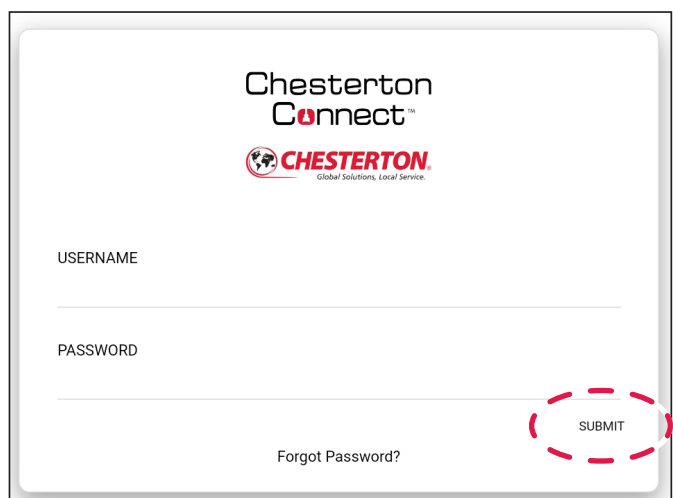 Chesterton
Connect™
CHESTERTON®
Global Solutions, Local Service.
USERNAME
PASSWORD
SUBMIT
Forgot Password?